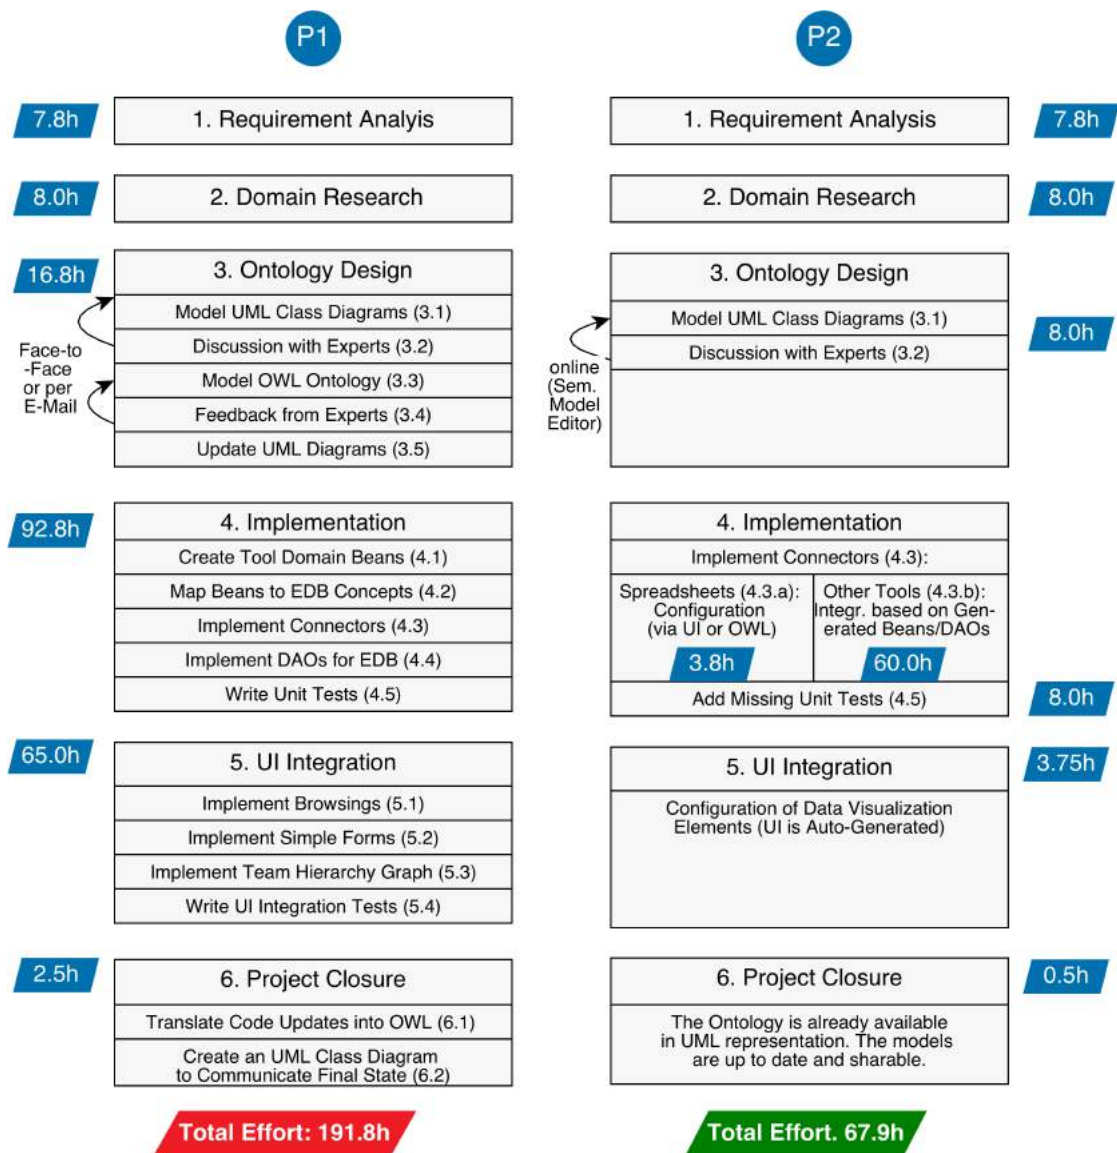 P1
P2
7.8h
1. Requirement Analyis
1. Requirement Analysis
7.8h
8.0h
2. Domain Research
2. Domain Research
8.0h
16.8h
3. Ontology Design
Model UML Class Diagrams (3.1)
Discussion with Experts (3.2)
Model OWL Ontology (3.3)
Feedback from Experts (3.4)
Update UML Diagrams (3.5)
Face-to
-Face
or per
E-Mail
3. Ontology Design
Model UML Class Diagrams (3.1)
Discussion with Experts (3.2)
8.0h
online
(Sem.
Model
Editor)
92.8h
4. Implementation
Create Tool Domain Beans (4.1)
Map Beans to EDB Concepts (4.2)
Implement Connectors (4.3)
Implement DAOs for EDB (4.4)
Write Unit Tests (4.5)
4. Implementation
Implement Connectors (4.3):
Spreadsheets (4.3.a):
Configuration
(via UI or OWL)
3.8h
Other Tools (4.3.b):
Integr. based on Gen-
erated Beans/DAOs
60.0h
Add Missing Unit Tests (4.5)
8.0h
65.0h
5. UI Integration
Implement Browsings (5.1)
Implement Simple Forms (5.2)
Implement Team Hierarchy Graph (5.3)
Write UI Integration Tests (5.4)
5. UI Integration
3.75h
Configuration of Data Visualization
Elements (UI is Auto-Generated)
2.5h
6. Project Closure
Translate Code Updates into OWL (6.1)
Create an UML Class Diagram
to Communicate Final State (6.2)
6. Project Closure
0.5h
The Ontology is already available
in UML representation. The models
are up to date and sharable.
Total Effort: 191.8h
Total Effort. 67.9h